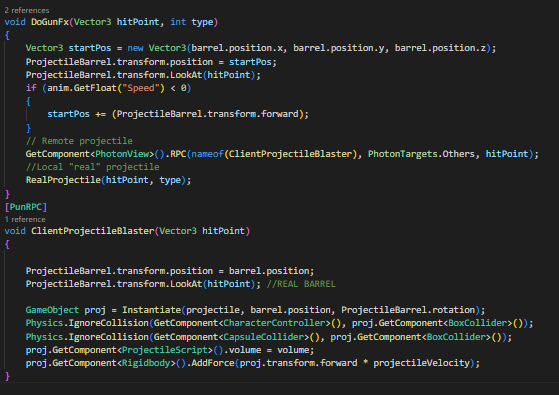 2 references
void DoGunFx(Vector3 hitPoint, int type)
{
Vector3 startPos = new Vector3(barrel.position.x, barrel.position.y, barrel.position.z);
ProjectileBarrel.transform.position = startPos;
ProjectileBarrel.transform.LookAt(hitPoint);
if (anim.GetFloat("Speed") < 0)
{
startPos += (ProjectileBarrel.transform.forward);
}
// Remote projectile
GetComponent<PhotonView>().RPC(nameof(ClientProjectileBlaster), PhotonTargets.Others, hitPoint);
//Local "real" projectile
RealProjectile(hitPoint, type);
}
[PunRPC]
1 reference
void ClientProjectileBlaster(Vector3 hitPoint)
{
ProjectileBarrel.transform.position = barrel.position;
ProjectileBarrel.transform.LookAt(hitPoint); //REAL BARREL
GameObject proj = Instantiate(projectile, barrel.position, ProjectileBarrel.rotation);
Physics.IgnoreCollision(GetComponent<CharacterController>(), proj.GetComponent<BoxCollider>());
Physics.IgnoreCollision(GetComponent<CapsuleCollider>(), proj.GetComponent<BoxCollider>());
proj.GetComponent<ProjectileScript>().volume = volume;
proj.GetComponent<Rigidbody>().AddForce(proj.transform.forward * projectileVelocity);
}